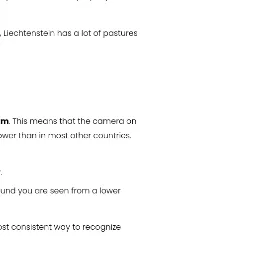 , Liechtenstein has a lot of pastures
m. This means that the camera on
ower than in most other countries.
.
und you are seen from a lower
ost consistent way to recognize